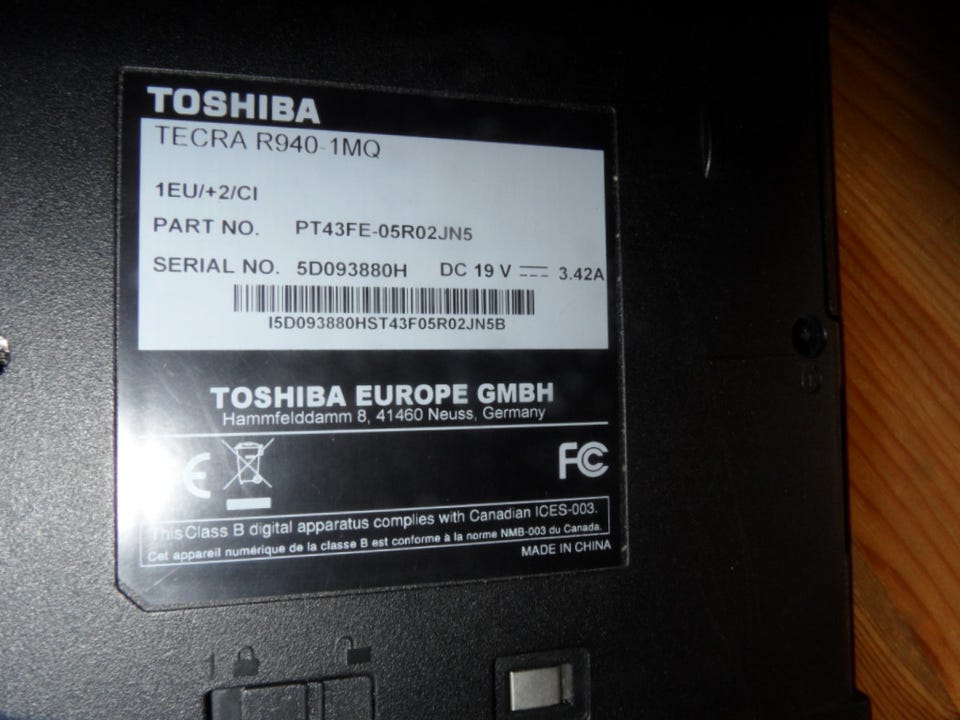 TOSHIBA
TECRA R940-1MQ
1EU/+2/CI
PART NO. PT43FE-05R02JN5
SERIAL NO. 5D093880H DC 19 V 3.42A
I5D093880HST43F05R02JN5B
TOSHIBA EUROPE GMBH
Hammfelddamm 8, 41460 Neuss, Germany
CE FC
This Class B digital apparatus complies with Canadian ICES-003.
Cet appareil numérique de la classe B est conforme à la norme NMB-003 du Canada.
MADE IN CHINA
1